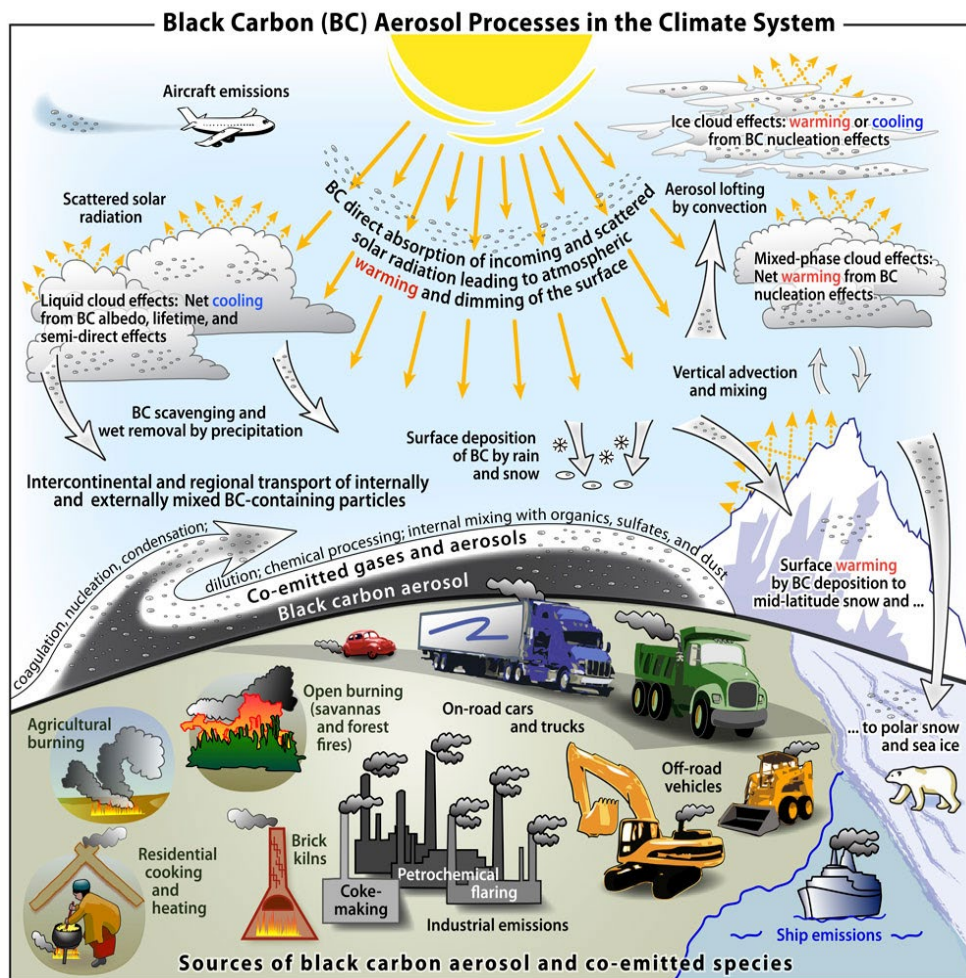 Black Carbon (BC) Aerosol Processes in the Climate System
Aircraft emissions
Ice cloud effects: warming or cooling
from BC nucleation effects
Scattered solar
radiation
BC direct absorption of incoming and scattered
solar radiation leading to atmospheric
warming and dimming of the surface
Aerosol lofting
by convection
Mixed-phase cloud effects:
Net warming from BC
nucleation effects
Liquid cloud effects: Net cooling
from BC albedo, lifetime, and
semi-direct effects
Vertical advection
and mixing
BC scavenging and
wet removal by precipitation
Surface deposition
of BC by rain
and snow
Intercontinental and regional transport of internally
and externally mixed BC-containing particles
coagulation, nucleation, condensation;
dilution; chemical processing; internal mixing with organics, sulfates, and dust
Co-emitted gases and aerosols
Black carbon aerosol
Surface warming
by BC deposition to
mid-latitude snow and ...
... to polar snow
and sea ice
Agricultural
burning
Open burning
(savannas
and forest
fires)
On-road cars
and trucks
Off-road
vehicles
Residential
cooking
and
heating
Brick
kilns
Coke-
making
Petrochemical
flaring
Industrial emissions
Ship emissions
Sources of black carbon aerosol and co-emitted species